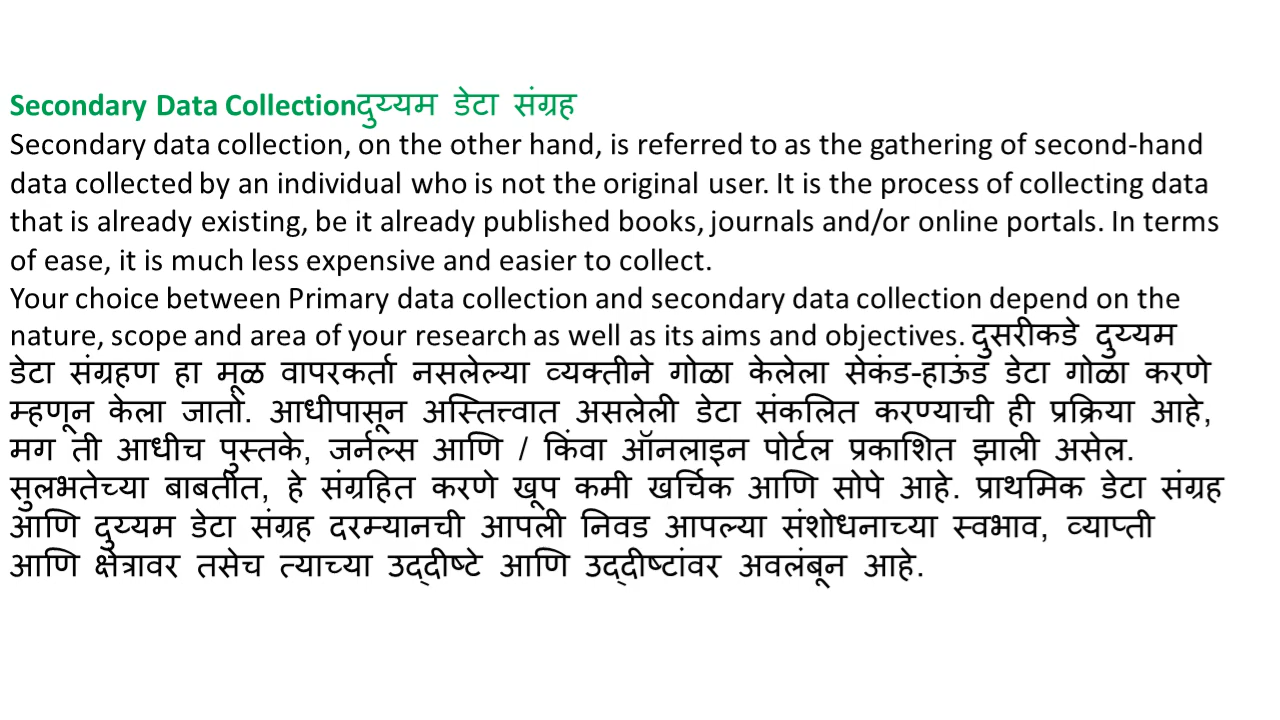 Secondary Data Collectionदुय्यम डेटा संग्रह
Secondary data collection, on the other hand, is referred to as the gathering of second-hand
data collected by an individual who is not the original user. It is the process of collecting data
that is already existing, be it already published books, journals and/or online portals. In terms
of ease, it is much less expensive and easier to collect.
Your choice between Primary data collection and secondary data collection depend on the
nature, scope and area of your research as well as its aims and objectives. दुसरीकडे दुय्यम
डेटा संग्रहण हा मूळ वापरकर्ता नसलेल्या व्यक्तीने गोळा केलेला सेकंड-हाऊंड डेटा गोळा करणे
म्हणून केला जातो. आधीपासून अस्तित्त्वात असलेली डेटा संकलित करण्याची ही प्रक्रिया आहे,
मग ती आधीच पुस्तके, जर्नल्स आणि / किंवा ऑनलाइन पोर्टल प्रकाशित झाली असेल.
सुलभतेच्या बाबतीत, हे संग्रहित करणे खूप कमी खर्चिक आणि सोपे आहे. प्राथमिक डेटा संग्रह
आणि दुय्यम डेटा संग्रह दरम्यानची आपली निवड आपल्या संशोधनाच्या स्वभाव, व्याप्ती
आणि क्षेत्रावर तसेच त्याच्या उद्दीष्टे आणि उद्दीष्टांवर अवलंबून आहे.